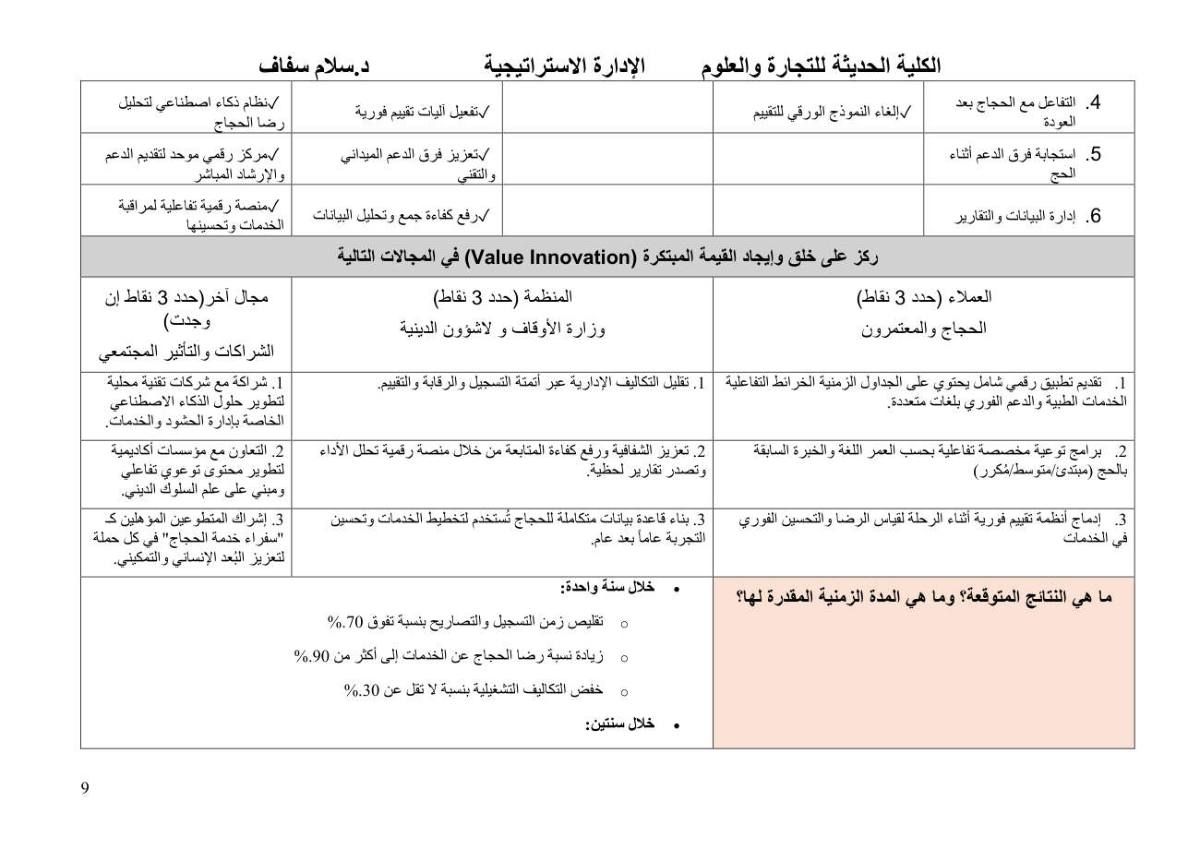 الكلية الحديثة للتجارة والعلوم الإدارة الاستراتيجية د.سلام سفاف
4. التفاعل مع الحجاج بعد
العودة
✓إلغاء النموذج الورقي للتقييم
✓تفعيل آليات تقييم فورية
✓نظام ذكاء اصطناعي لتحليل
رضا الحجاج
5. استجابة فرق الدعم أثناء
الحج
✓تعزيز فرق الدعم الميداني
والتقني
✓مركز رقمي موحد لتقديم الدعم
والإرشاد المباشر
6. إدارة البيانات والتقارير
✓رفع كفاءة جمع وتحليل البيانات
✓منصة رقمية تفاعلية لمراقبة
الخدمات وتحسينها
ركز على خلق وإيجاد القيمة المبتكرة (Value Innovation) في المجالات التالية
العملاء (حدد 3 نقاط)
الحجاج والمعتمرون
المنظمة (حدد 3 نقاط)
وزارة الأوقاف و لاشؤون الدينية
مجال آخر(حدد 3 نقاط إن
وجدت)
الشراكات والتأثير المجتمعي
1. تقديم تطبيق رقمي شامل يحتوي على الجداول الزمنية الخرائط التفاعلية
الخدمات الطبية والدعم الفوري بلغات متعددة.
1. تقليل التكاليف الإدارية عبر أتمتة التسجيل والرقابة والتقييم.
1. شراكة مع شركات تقنية محلية
لتطوير حلول الذكاء الاصطناعي
الخاصة بإدارة الحشود والخدمات.
2. برامج توعية مخصصة تفاعلية بحسب العمر اللغة والخبرة السابقة
بالحج (مبتدئ/متوسط/مُكرر)
2. تعزيز الشفافية ورفع كفاءة المتابعة من خلال منصة رقمية تحلل الأداء
وتصدر تقارير لحظية.
2. التعاون مع مؤسسات أكاديمية
لتطوير محتوى توعوي تفاعلي
ومبني على علم السلوك الديني.
3. إدماج أنظمة تقييم فورية أثناء الرحلة لقياس الرضا والتحسين الفوري
في الخدمات
3. بناء قاعدة بيانات متكاملة للحجاج تُستخدم لتخطيط الخدمات وتحسين
التجربة عاماً بعد عام.
3. إشراك المتطوعين المؤهلين كـ
"سفراء خدمة الحجاج" في كل حملة
لتعزيز البُعد الإنساني والتمكيني.
ما هي النتائج المتوقعة؟ وما هي المدة الزمنية المقدرة لها؟
• خلال سنة واحدة:
o تقليص زمن التسجيل والتصاريح بنسبة تفوق 70.%
o زيادة نسبة رضا الحجاج عن الخدمات إلى أكثر من 90.%
o خفض التكاليف التشغيلية بنسبة لا تقل عن 30.%
• خلال سنتين:
9